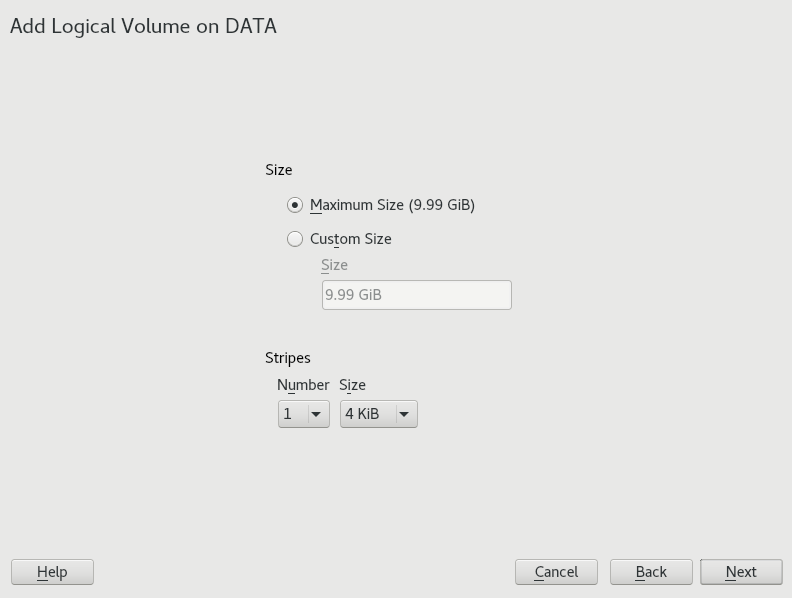 Add Logical Volume on DATA
Size
Maximum Size (9.99 GiB)
Custom Size
Size
9.99 GiB
Stripes
Number Size
1 4 KiB
Help Cancel Back Next